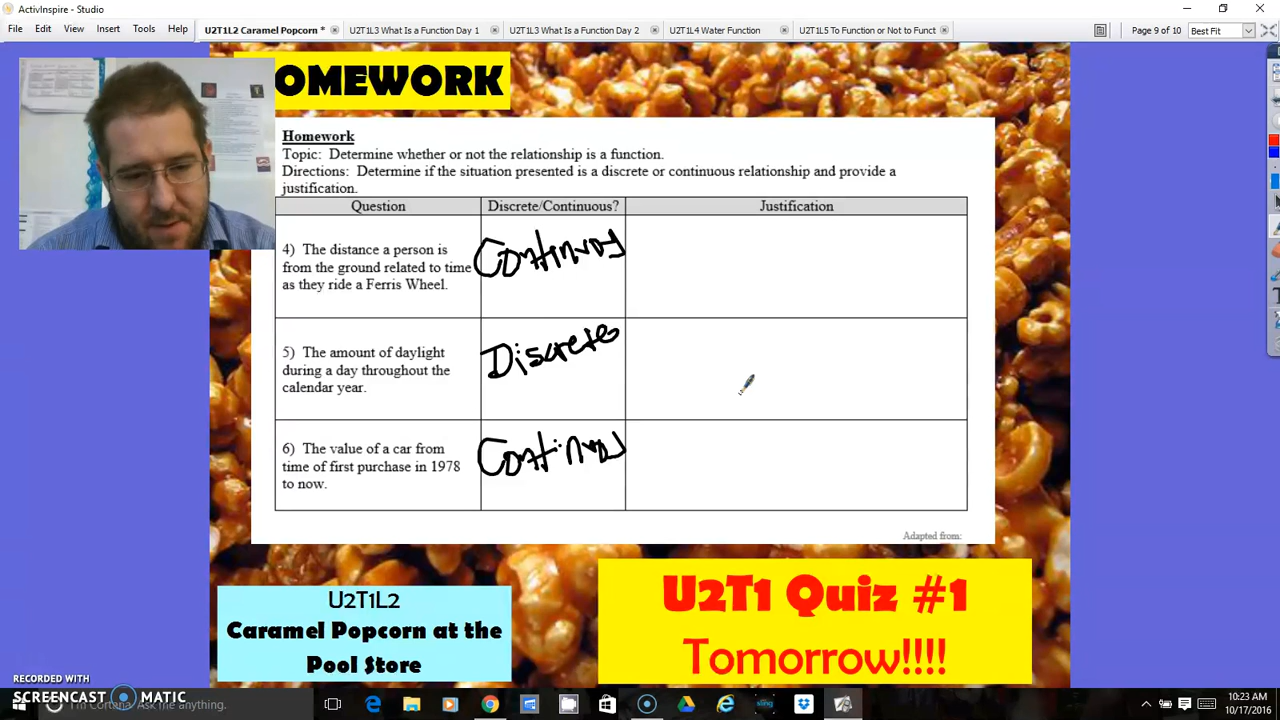 ActivInspire - Studio
File Edit View Insert Tools Help
U2T1L2 Caramel Popcorn *
U2T1L3 What Is a Function Day 1
U2T1L3 What Is a Function Day 2
U2T1L4 Water Function
U2T1L5 To Function or Not to Funct
Page 9 of 10
Best Fit
OMEWORK
Homework
Topic: Determine whether or not the relationship is a function.
Directions: Determine if the situation presented is a discrete or continuous relationship and provide a
justification.
Question
Discrete/Continuous?
Justification
4) The distance a person is
from the ground related to time
as they ride a Ferris Wheel.
Continuos
5) The amount of daylight
during a day throughout the
calendar year.
Discrete
6) The value of a car from
time of first purchase in 1978
to now.
Continuos
Adapted from:
U2T1L2
Caramel Popcorn at the
Pool Store
U2T1 Quiz #1
Tomorrow!!!!
RECORDED WITH
SCREENCAST MATIC
I'm Cortana. Ask me anything.
10:23 AM
10/17/2016